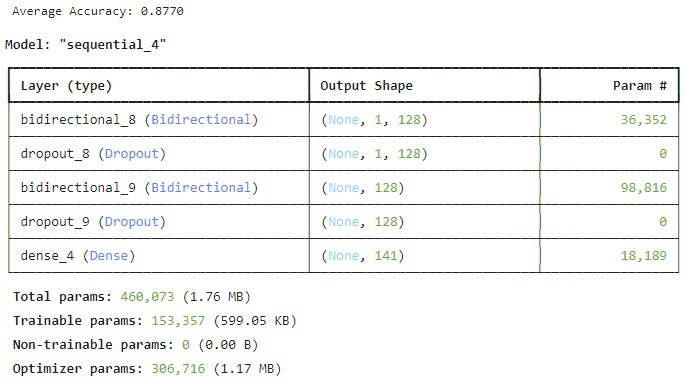 Average Accuracy: 0.8770
Model: "sequential_4"
Layer (type) Output Shape Param #
bidirectional_8 (Bidirectional) (None, 1, 128) 36,352
dropout_8 (Dropout) (None, 1, 128) 0
bidirectional_9 (Bidirectional) (None, 128) 98,816
dropout_9 (Dropout) (None, 128) 0
dense_4 (Dense) (None, 141) 18,189
Total params: 460,073 (1.76 MB)
Trainable params: 153,357 (599.05 KB)
Non-trainable params: 0 (0.00 B)
Optimizer params: 306,716 (1.17 MB)